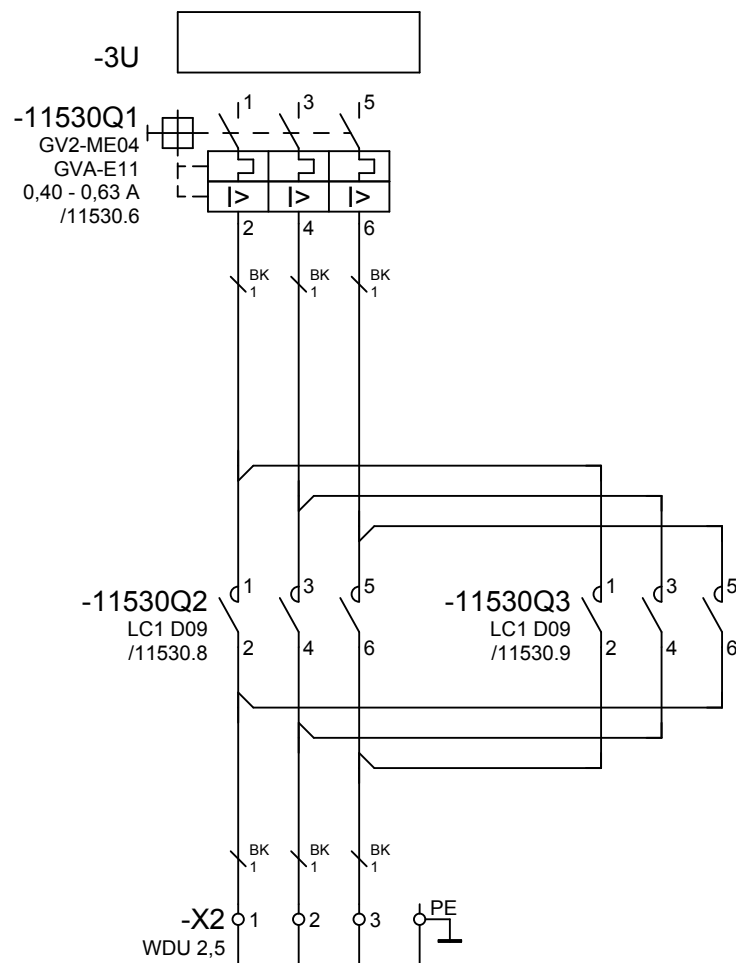 -3U
1 3 5
-11530Q1
GV2-ME04
GVA-E11
0,40 - 0,63 A
/11530.6
I> I> I>
2 4 6
BK BK BK
1 1 1
-11530Q2 1 3 5
LC1 D09
/11530.8 2 4 6
-11530Q3 1 3 5
LC1 D09
/11530.9 2 4 6
BK BK BK
1 1 1
-X2 1 2 3 PE
WDU 2,5